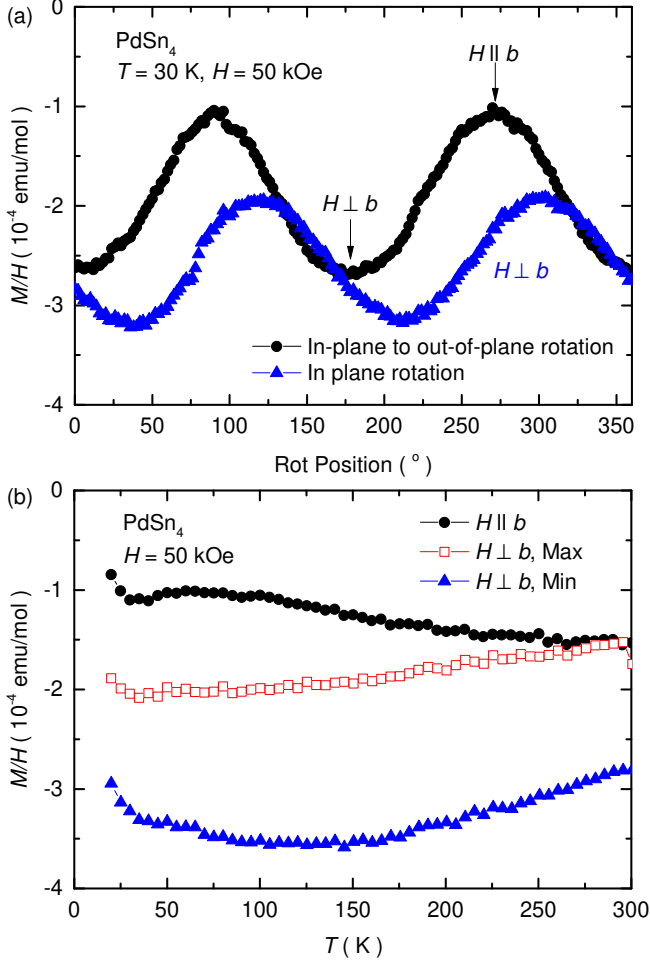 (a)
0
PdSn4
T = 30 K, H = 50 kOe
H || b
-1
M/H ( 10^-4 emu/mol)
-2
H ⊥ b
H ⊥ b
-3
In-plane to out-of-plane rotation
In plane rotation
-4
0 50 100 150 200 250 300 350
Rot Position ( ° )
(b)
0
PdSn4
H = 50 kOe
H || b
H ⊥ b, Max
H ⊥ b, Min
-1
M/H ( 10^-4 emu/mol)
-2
-3
-4
0 50 100 150 200 250 300
T ( K )